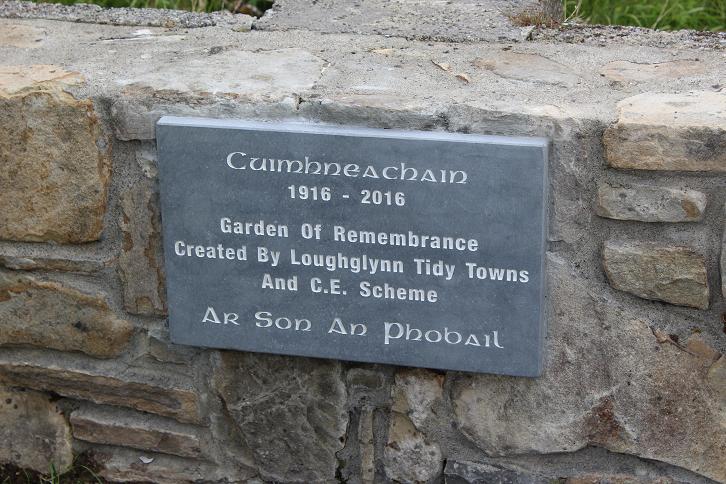 Cuimhneachain
1916 - 2016
Garden Of Remembrance
Created By Loughglynn Tidy Towns
And C.E. Scheme
Ar Son An Phobail